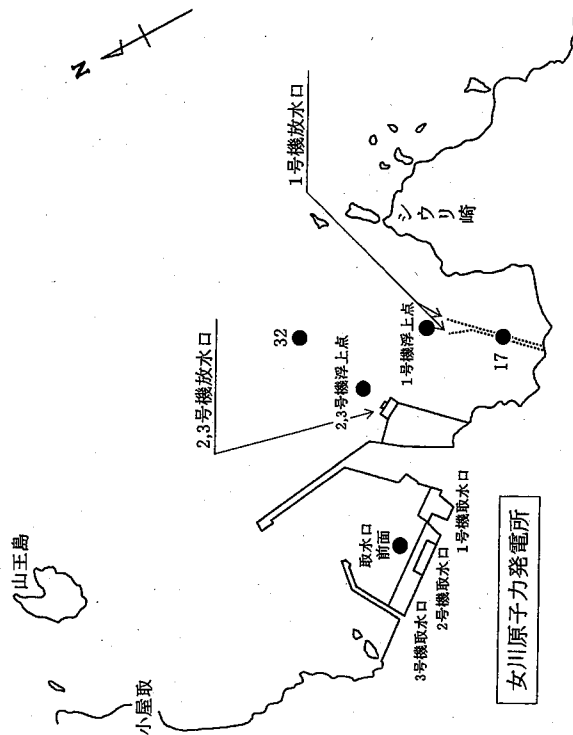 N
1号機放水口
2,3号機放水口
シウリ崎
32
1号機浮上点
2,3号機浮上点
17
山王島
小屋取
取水口
前面
1号機取水口
2号機取水口
3号機取水口
女川原子力発電所